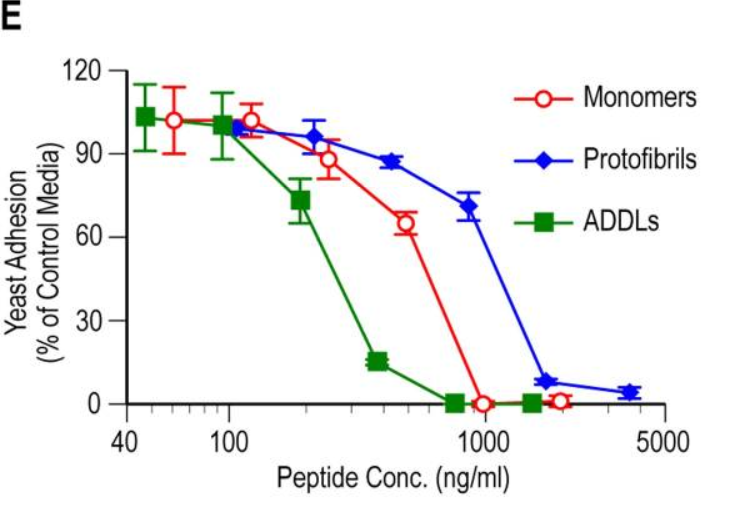 E
120
90
60
30
0
Yeast Adhesion
(% of Control Media)
Monomers
Protofibrils
ADDLs
40 100 1000 5000
Peptide Conc. (ng/ml)